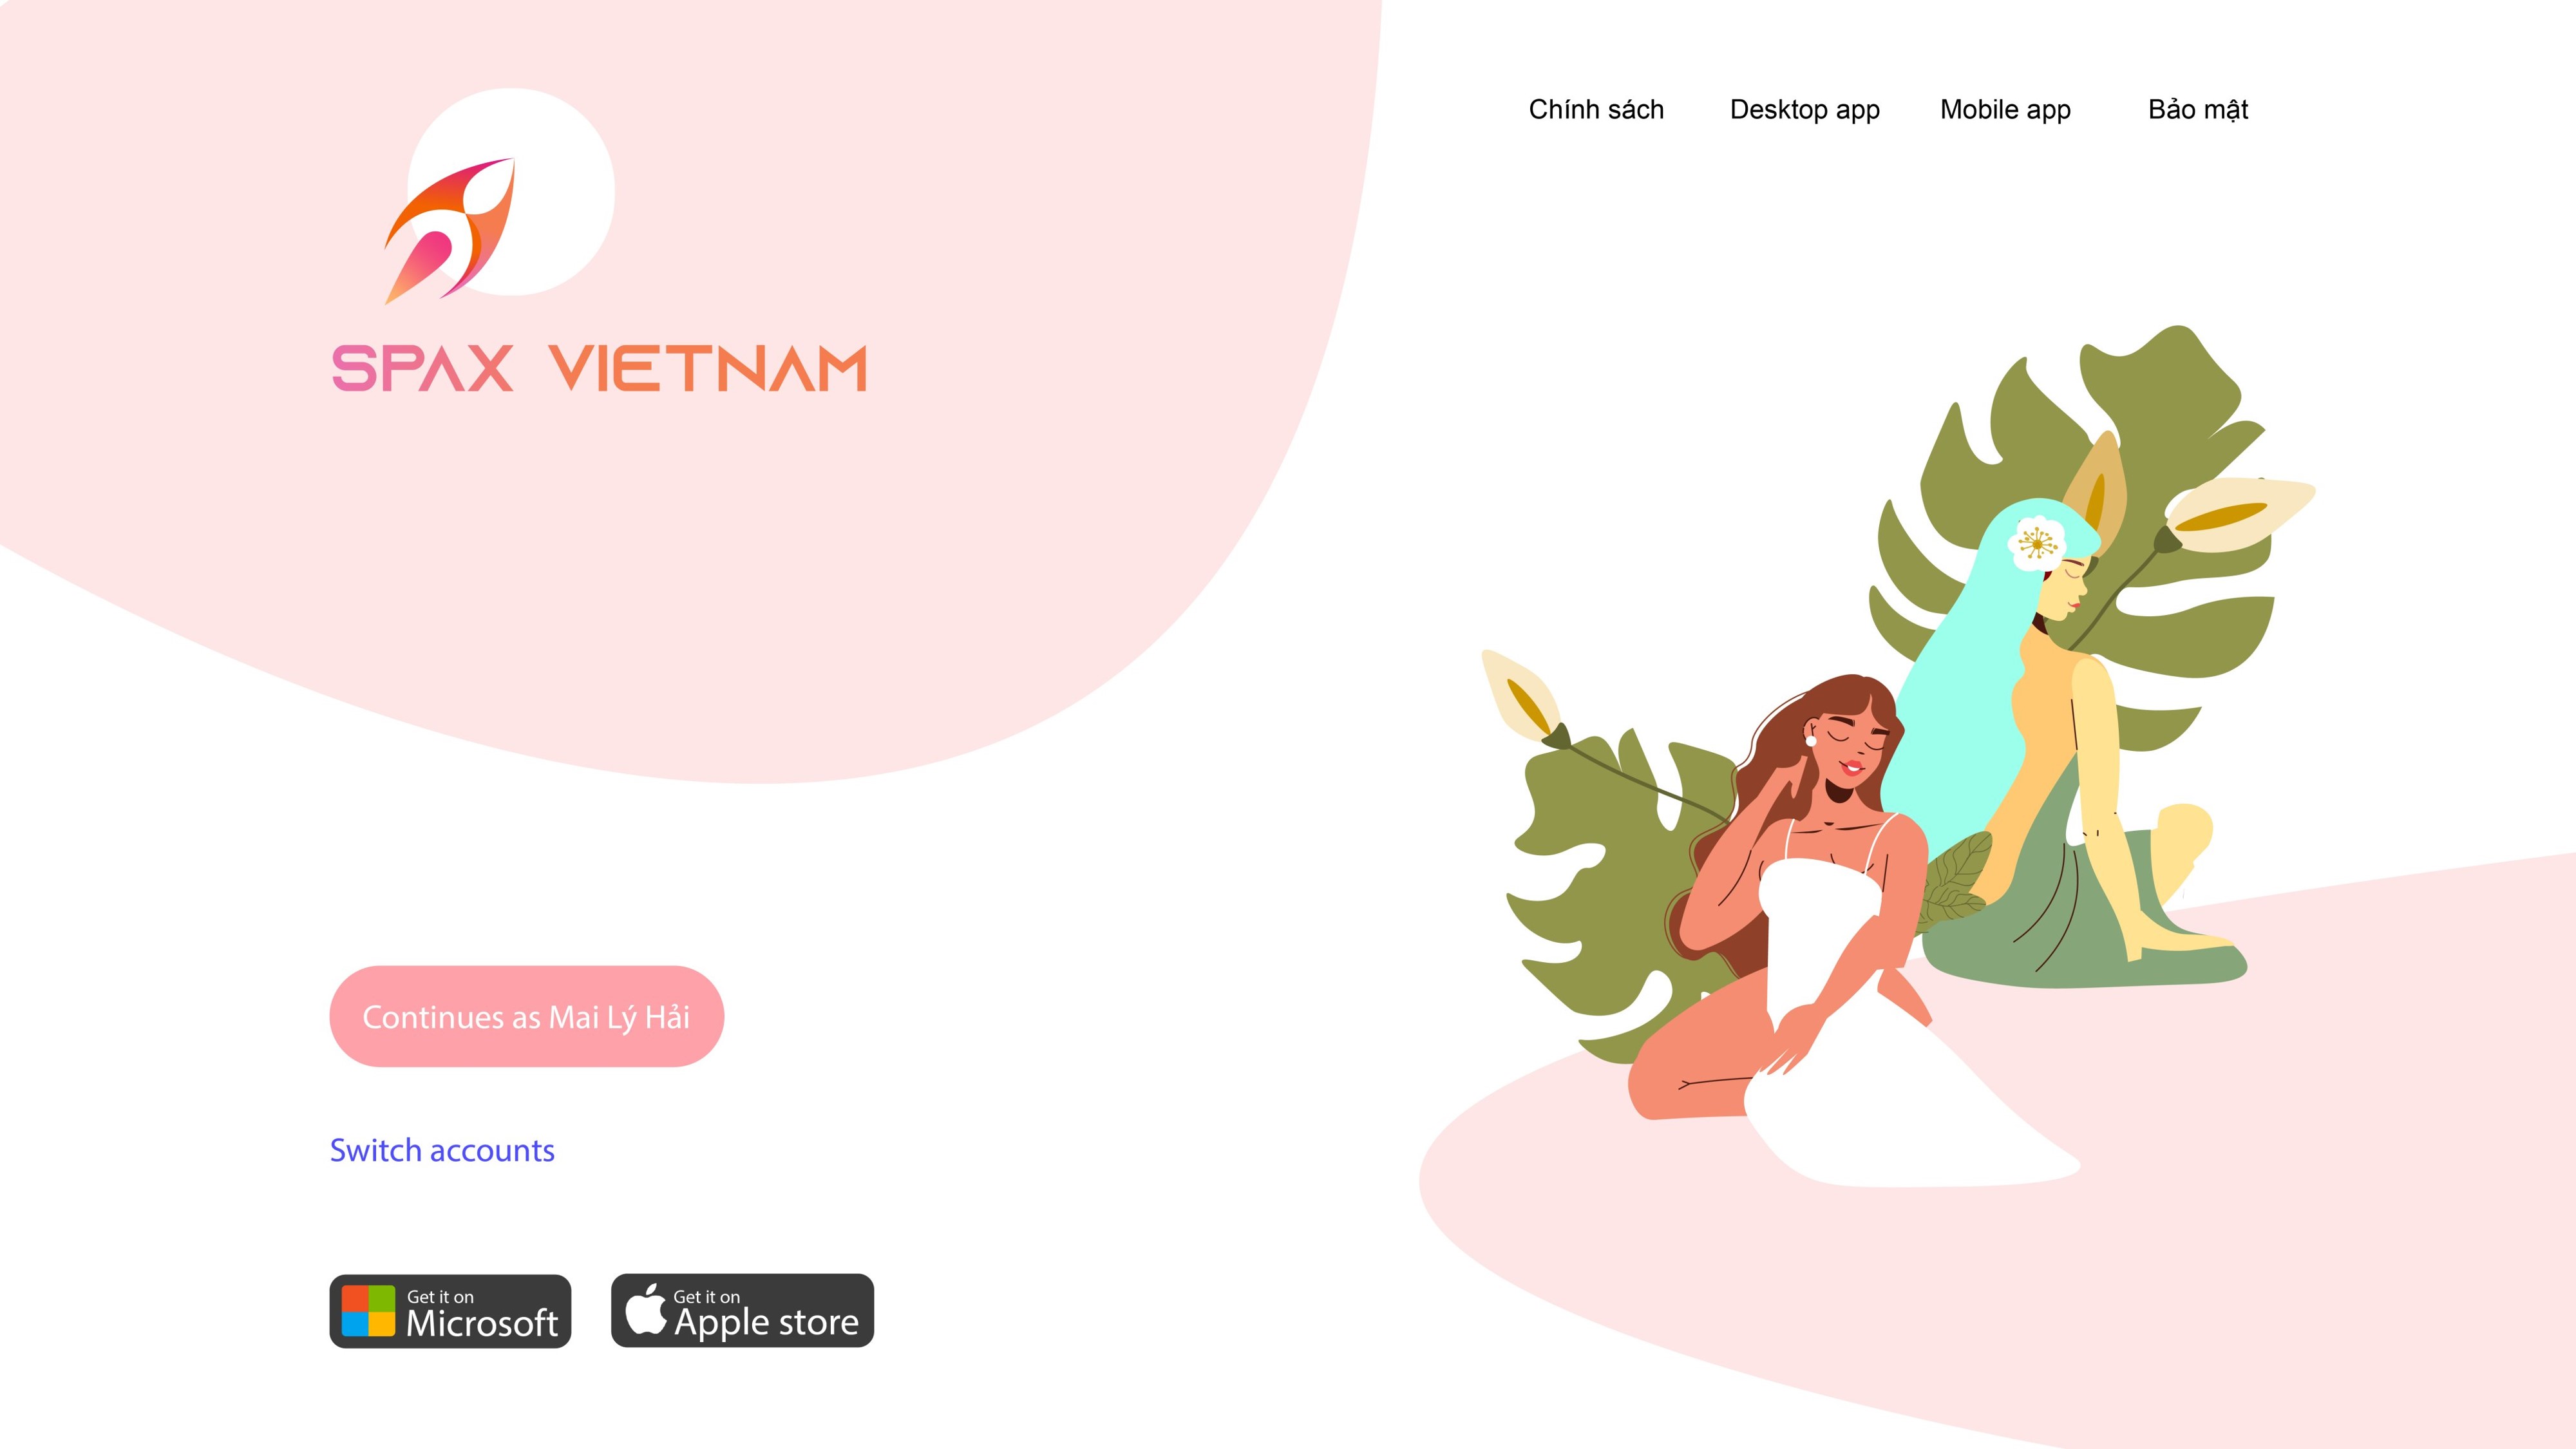 Chính sách
Desktop app
Mobile app
Bảo mật
SPAX VIETNAM
Continues as Mai Lý Hải
Switch accounts
Get it on
Microsoft
Get it on
Apple store